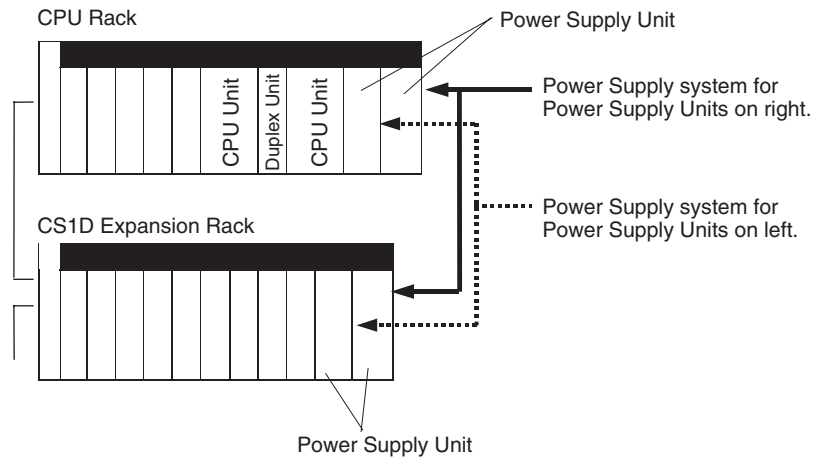 CPU Rack
Power Supply Unit
CPU Unit
Duplex Unit
CPU Unit
Power Supply system for
Power Supply Units on right.
Power Supply system for
Power Supply Units on left.
CS1D Expansion Rack
Power Supply Unit